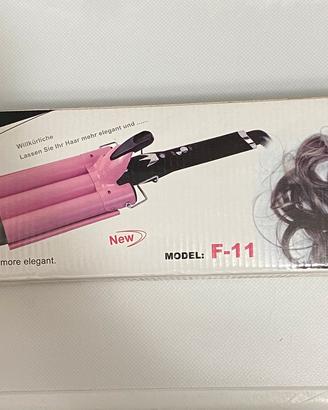 Willkürliche
Lassen Sie Ihr Haar mehr elegant und ......
New
MODEL: F-11
more elegant.